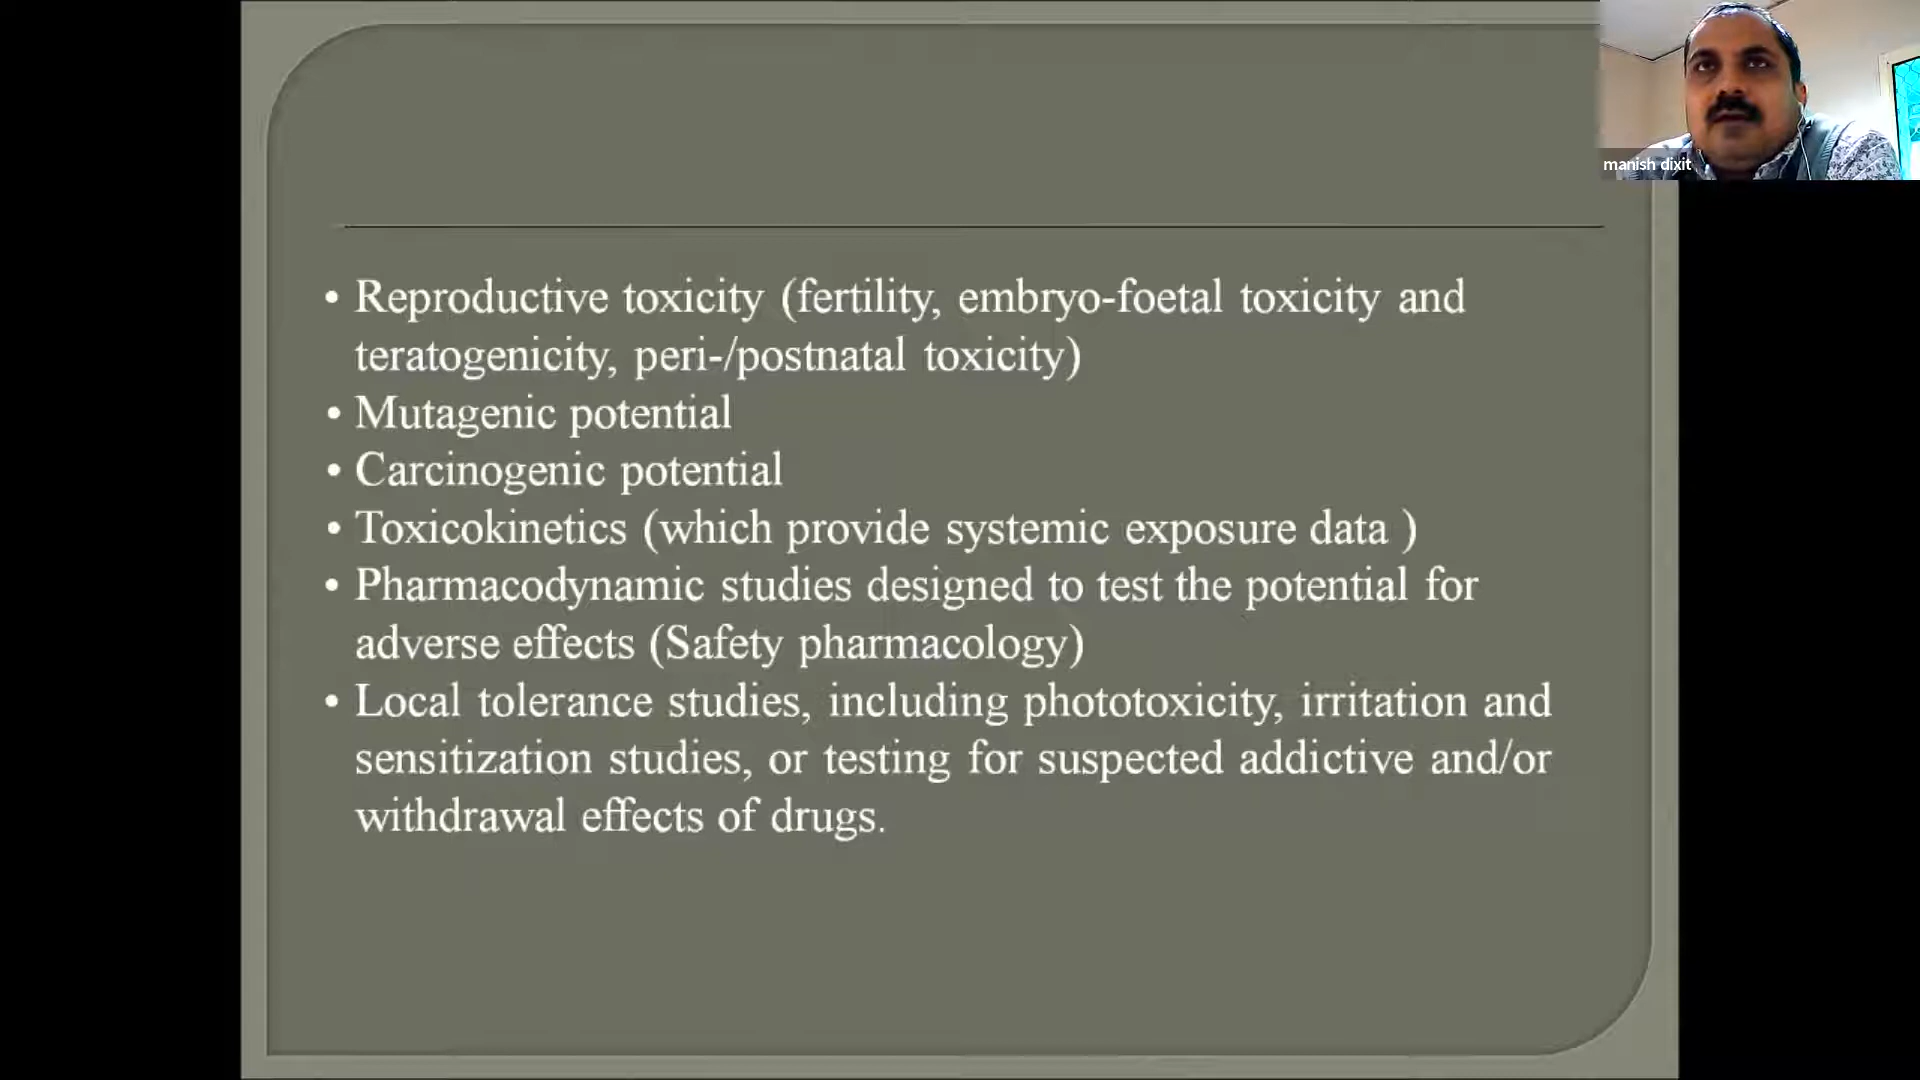 manish dixit
• Reproductive toxicity (fertility, embryo-foetal toxicity and
teratogenicity, peri-/postnatal toxicity)
• Mutagenic potential
• Carcinogenic potential
• Toxicokinetics (which provide systemic exposure data )
• Pharmacodynamic studies designed to test the potential for
adverse effects (Safety pharmacology)
• Local tolerance studies, including phototoxicity, irritation and
sensitization studies, or testing for suspected addictive and/or
withdrawal effects of drugs.